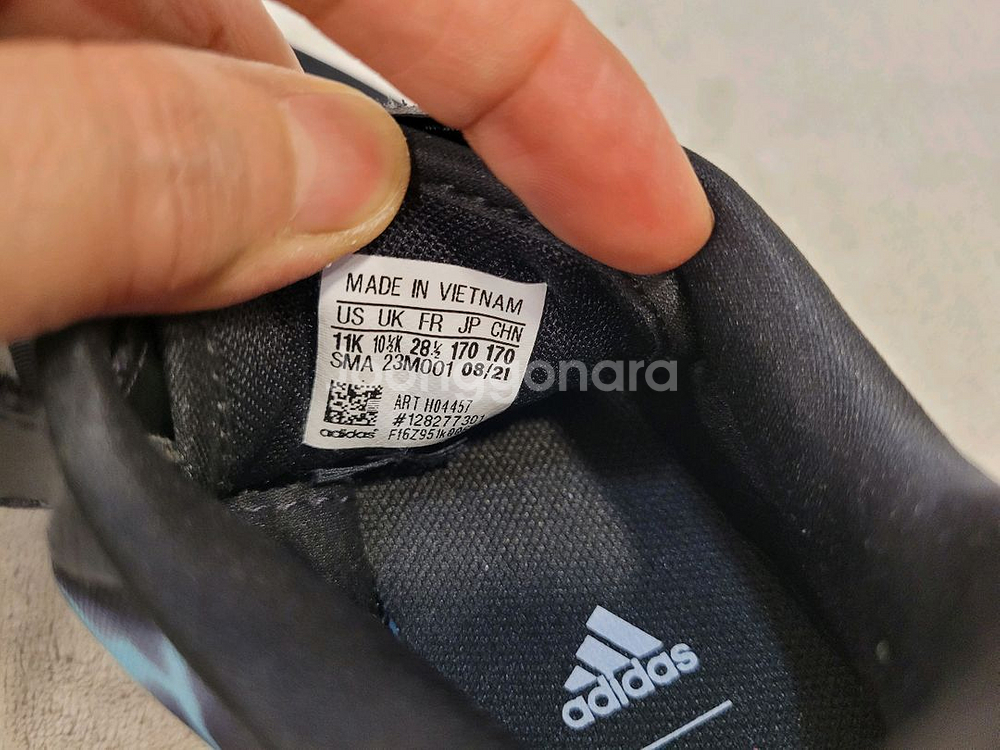 MADE IN VIETNAM
US UK FR JP CHN
11K 10½K 28½ 170 170
SMA 23M001 08/21
ART H04457
adidas
adidas